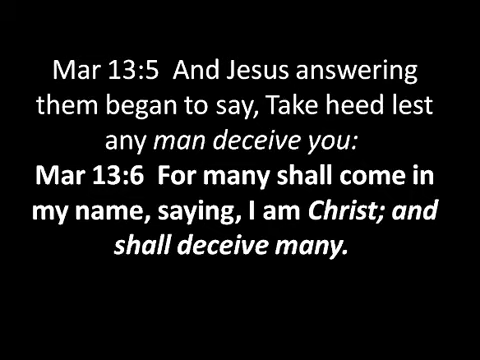 Mar 13:5  And Jesus answering
them began to say, Take heed lest
any man deceive you:
Mar 13:6  For many shall come in
my name, saying, I am Christ; and
shall deceive many.